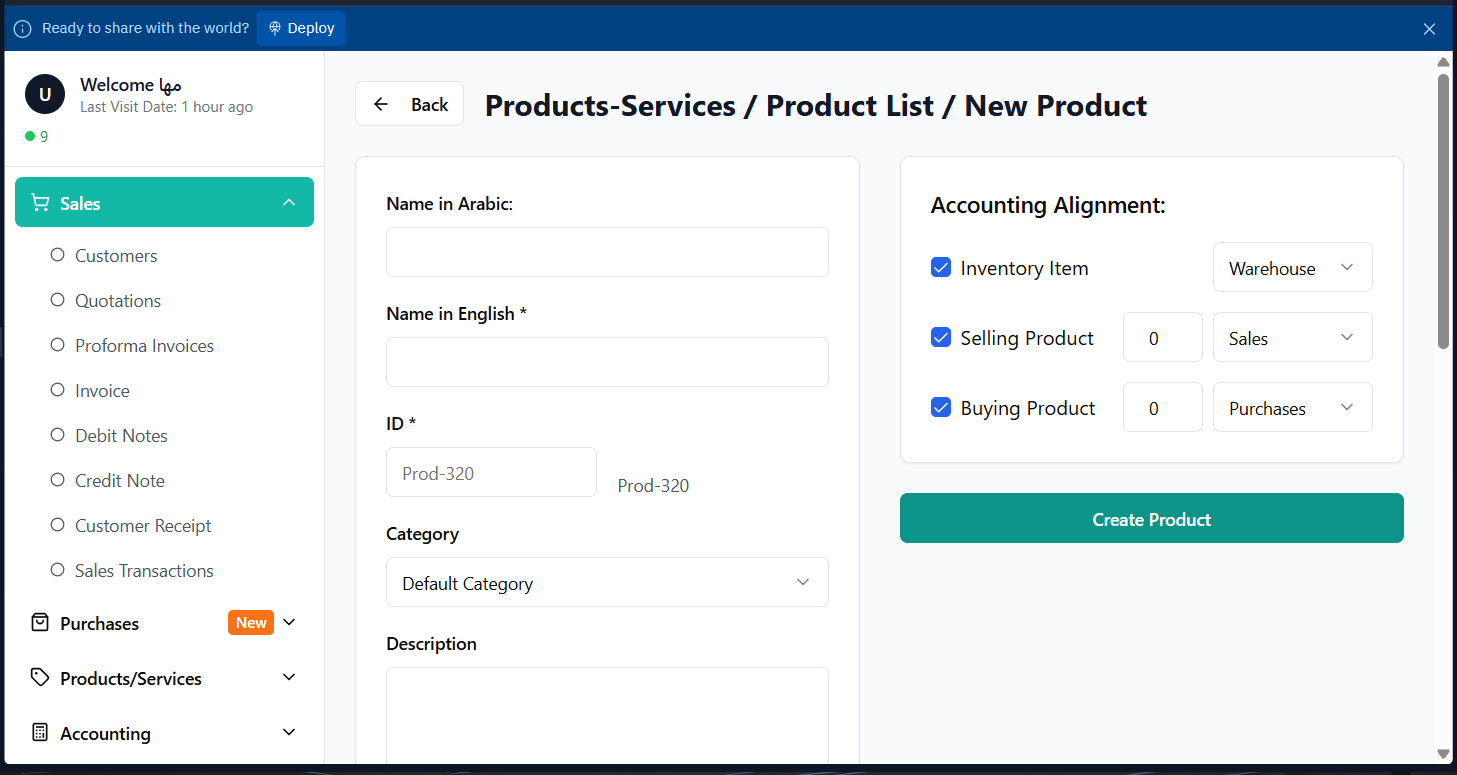 Ready to share with the world? Deploy
U
Welcome مها
Last Visit Date: 1 hour ago
9
Sales
Customers
Quotations
Proforma Invoices
Invoice
Debit Notes
Credit Note
Customer Receipt
Sales Transactions
Purchases New
Products/Services
Accounting
Back
Products-Services / Product List / New Product
Name in Arabic:
Name in English *
ID *
Prod-320 Prod-320
Category
Default Category
Description
Accounting Alignment:
Inventory Item Warehouse
Selling Product 0 Sales
Buying Product 0 Purchases
Create Product